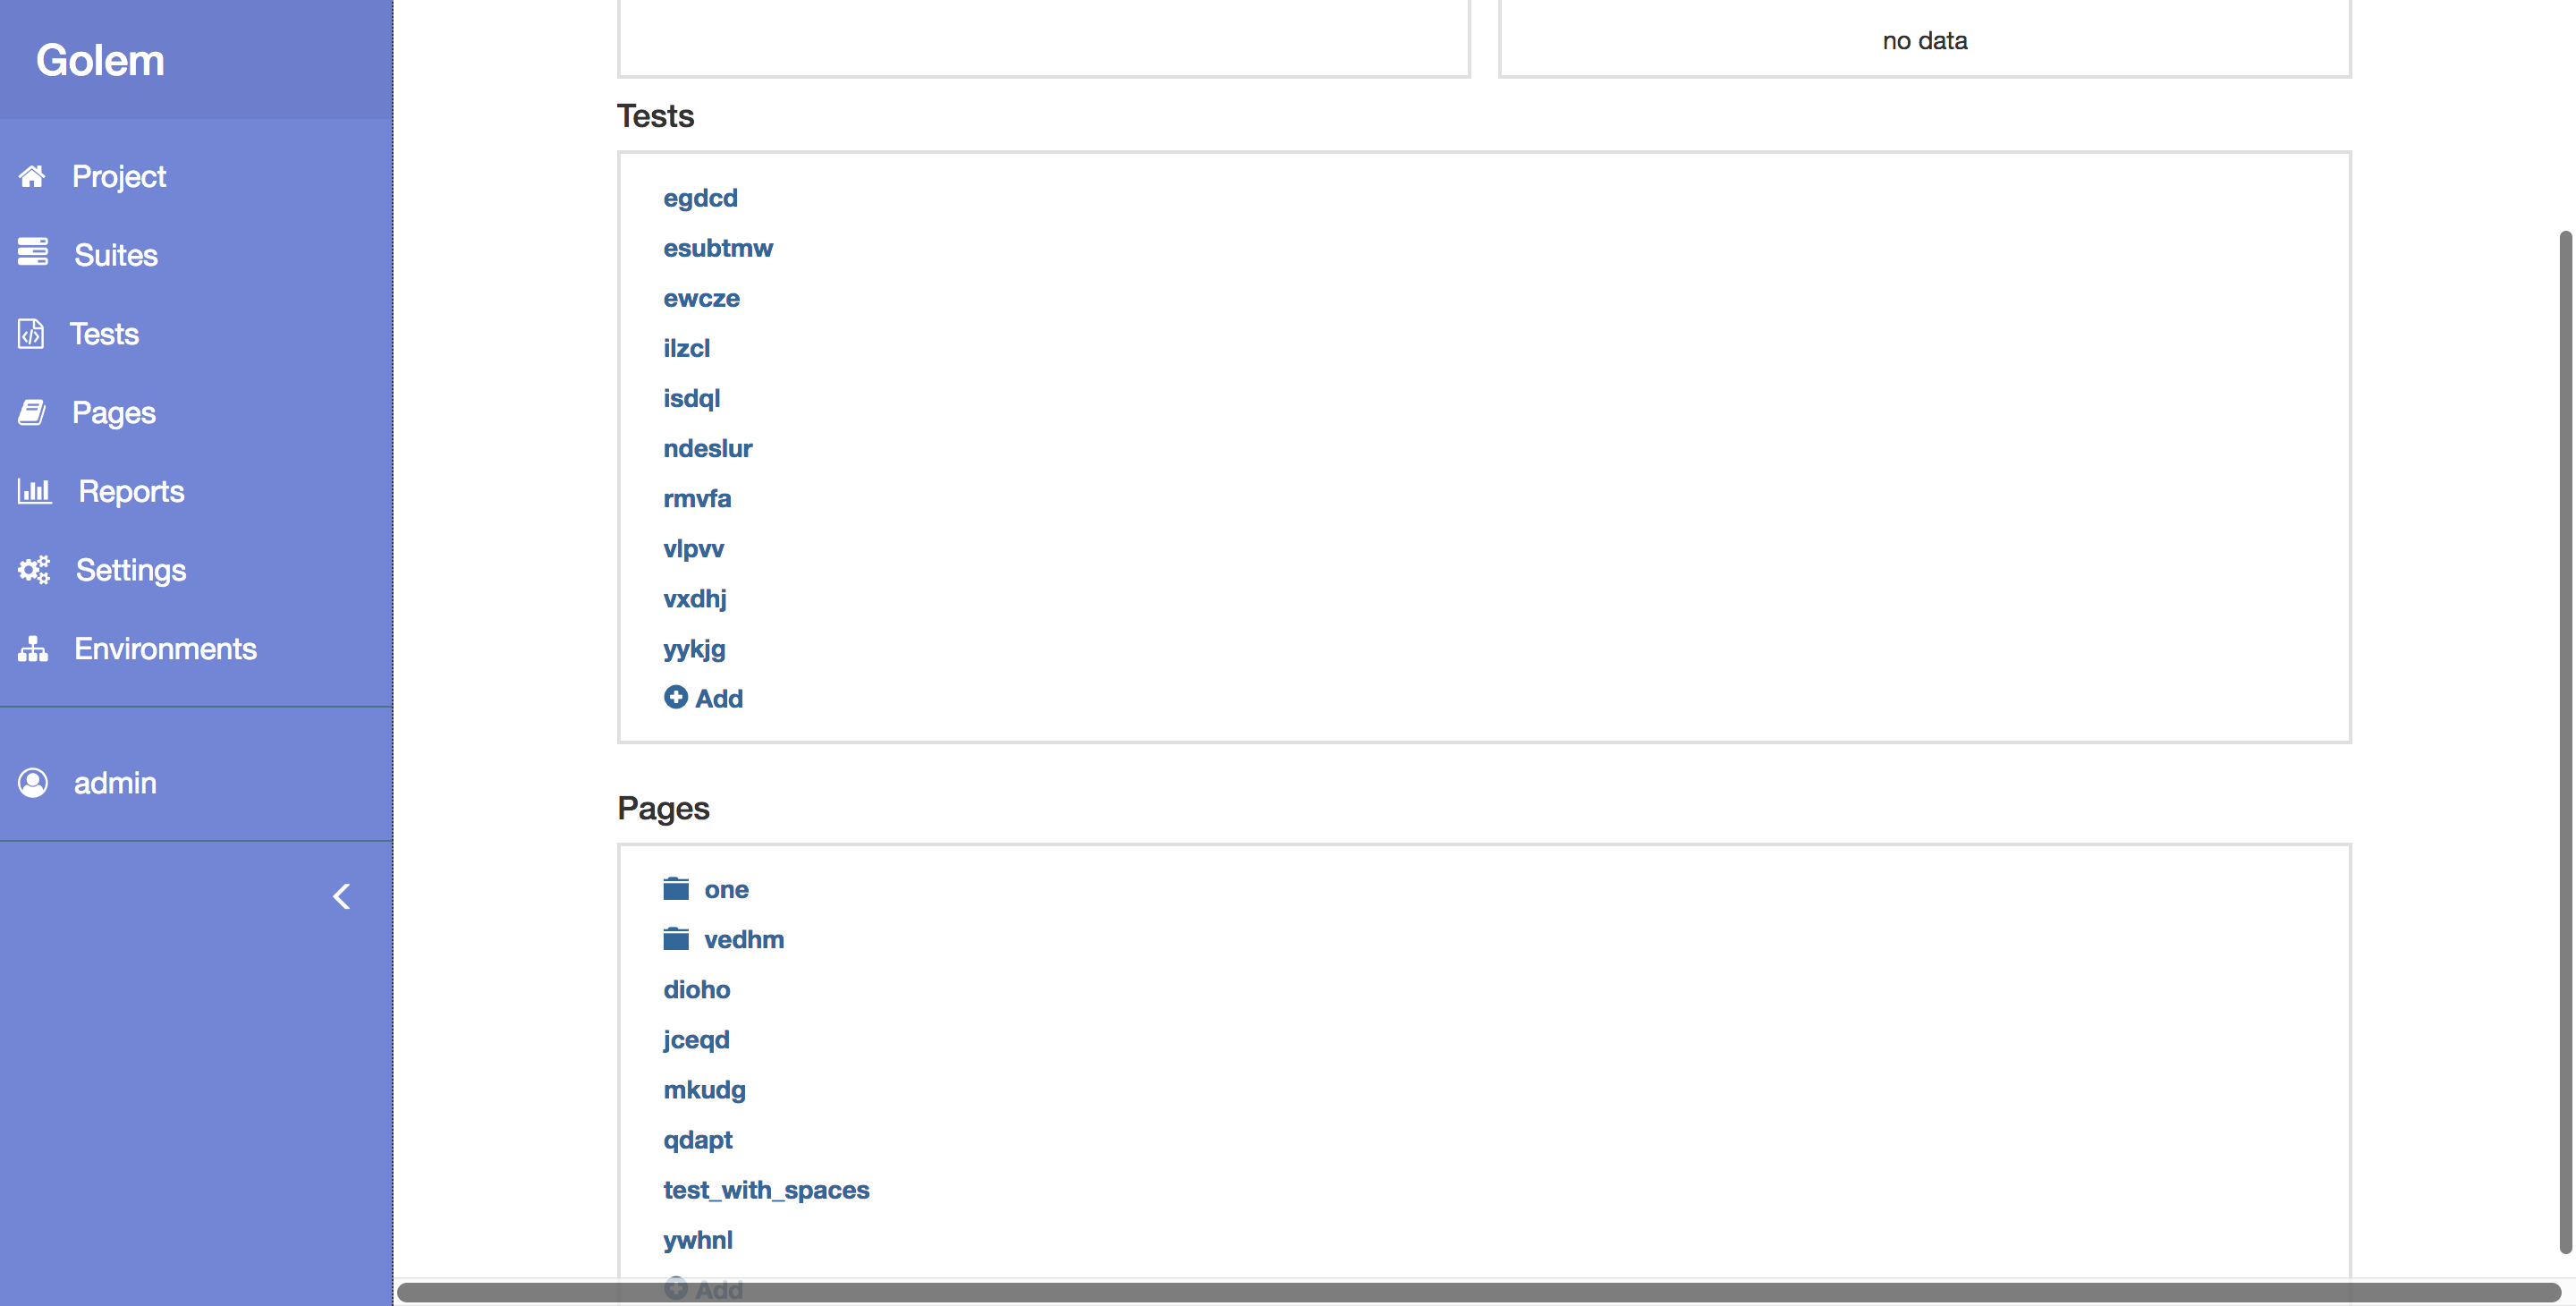 Golem
Project
Suites
Tests
Pages
Reports
Settings
Environments
admin
no data
Tests
egdcd
esubtmw
ewcze
ilzcl
isdql
ndeslur
rmvfa
vlpvv
vxdhj
yykjg
Add
Pages
one
vedhm
dioho
jceqd
mkudg
qdapt
test_with_spaces
ywhnl
Add